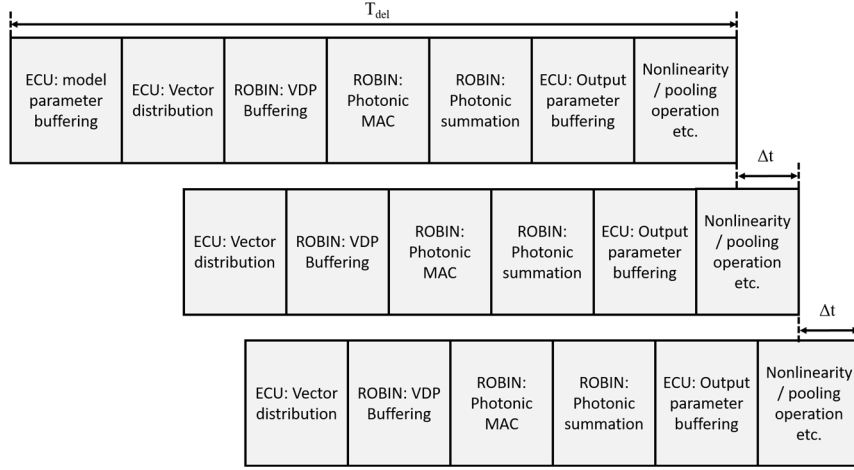 T_del
ECU: model
parameter
buffering
ECU: Vector
distribution
ROBIN: VDP
Buffering
ROBIN:
Photonic
MAC
ROBIN:
Photonic
summation
ECU: Output
parameter
buffering
Nonlinearity
/ pooling
operation
etc.
Δt
ECU: Vector
distribution
ROBIN: VDP
Buffering
ROBIN:
Photonic
MAC
ROBIN:
Photonic
summation
ECU: Output
parameter
buffering
Nonlinearity
/ pooling
operation
etc.
Δt
ECU: Vector
distribution
ROBIN: VDP
Buffering
ROBIN:
Photonic
MAC
ROBIN:
Photonic
summation
ECU: Output
parameter
buffering
Nonlinearity
/ pooling
operation
etc.